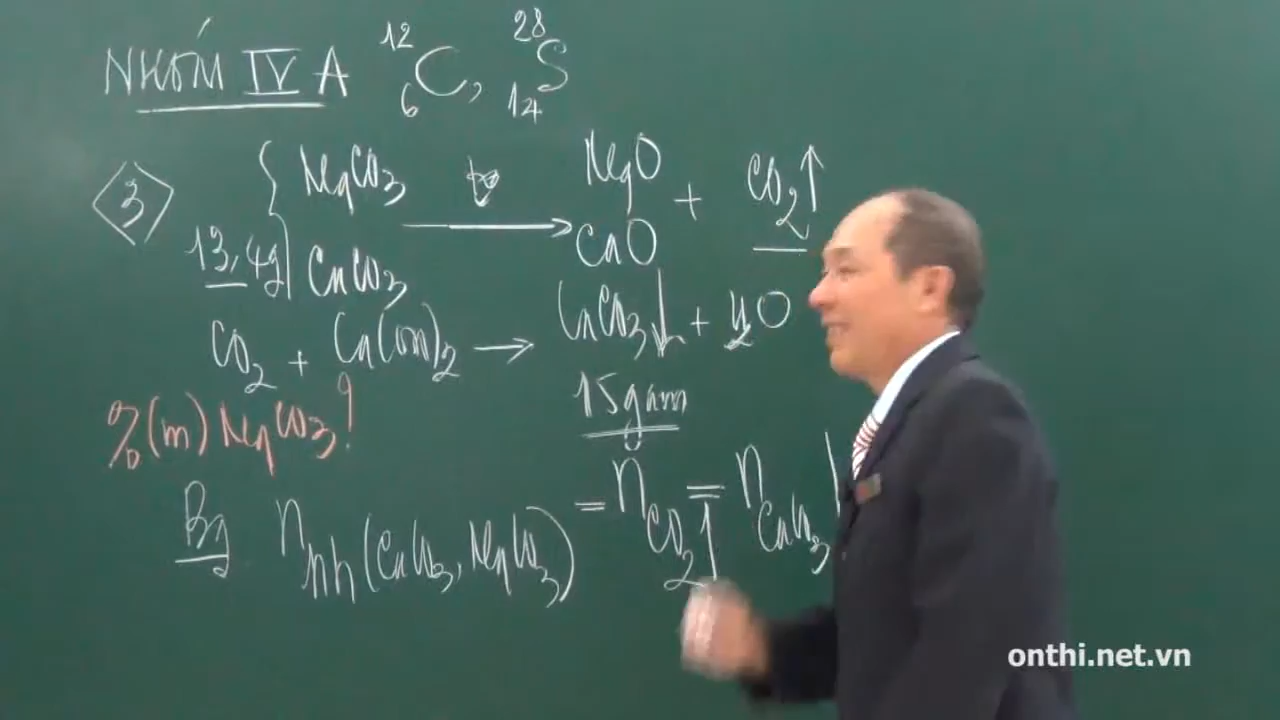 NHÓM IV A ¹²₆C, ²⁸₁₄S
3 { MgCO₃ t° → MgO + CO₂↑
13,4g CaCO₃ CaO
CO₂ + Ca(OH)₂ → CaCO₃↓ + H₂O
15gam
%(m) MgCO₃?
Bg n hh(CaCO₃, MgCO₃) = n CO₂↑ = n CaCO₃↓
onthi.net.vn